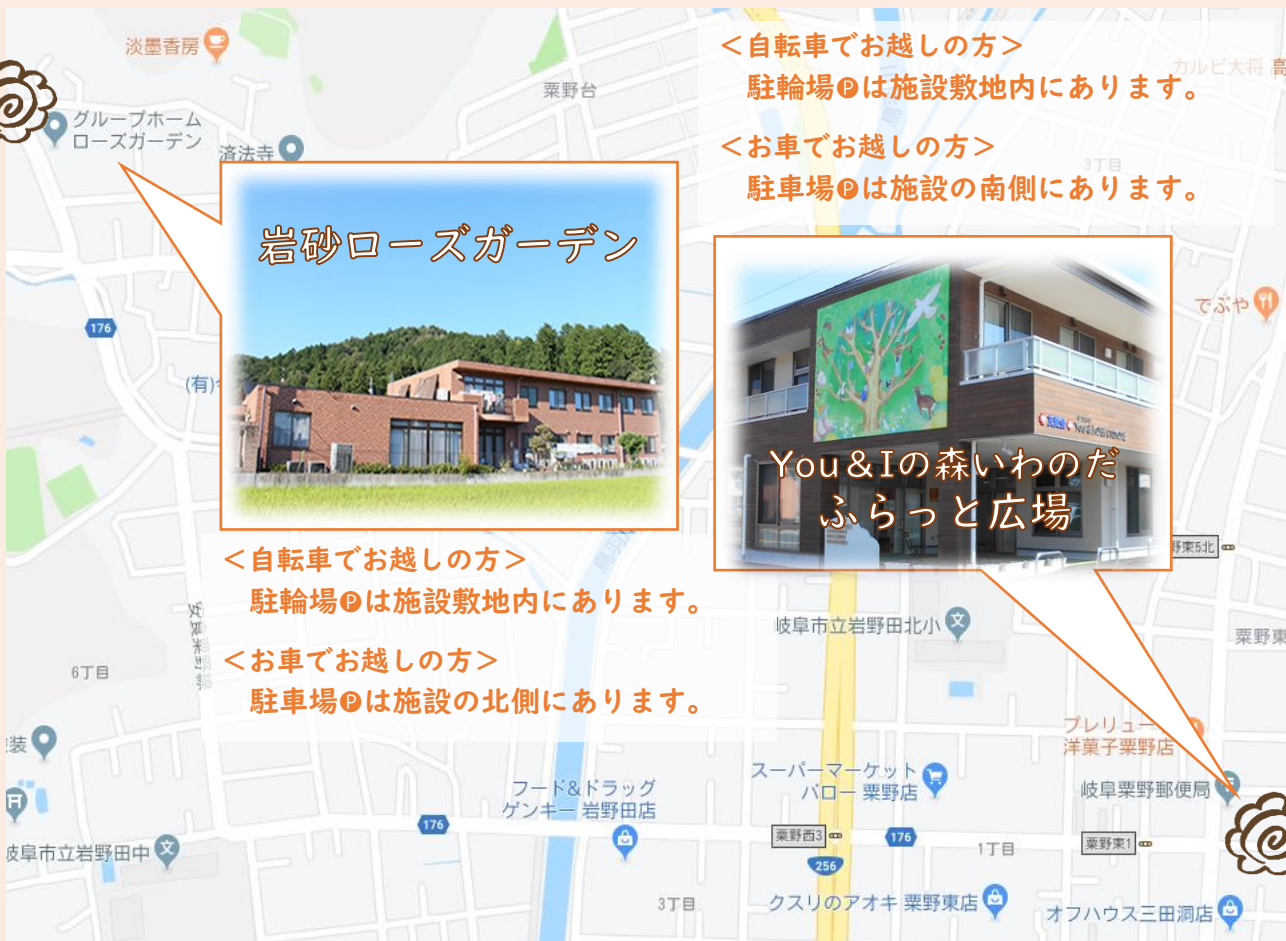 淡墨香房
グループホーム
ローズガーデン
済法寺
粟野台
<自転車でお越しの方>
駐輪場🅟は施設敷地内にあります。
<お車でお越しの方>
駐車場🅟は施設の南側にあります。
カルビ大将 高
3丁目
岩砂ローズガーデン
176
(有)
でぶや
You&Iの森いわのだ
ふらっと広場
<自転車でお越しの方>
駐輪場🅟は施設敷地内にあります。
<お車でお越しの方>
駐車場🅟は施設の北側にあります。
野東5北
岐阜市立岩野田北小
文
粟野東
6丁目
装
プレリュー
洋菓子粟野店
スーパーマーケット
バロー 粟野店
岐阜粟野郵便局
フード&ドラッグ
ゲンキー 岩野田店
176
粟野西3
176
1丁目
粟野東1
256
岐阜市立岩野田中
文
3丁目
クスリのアオキ 粟野東店
オフハウス三田洞店